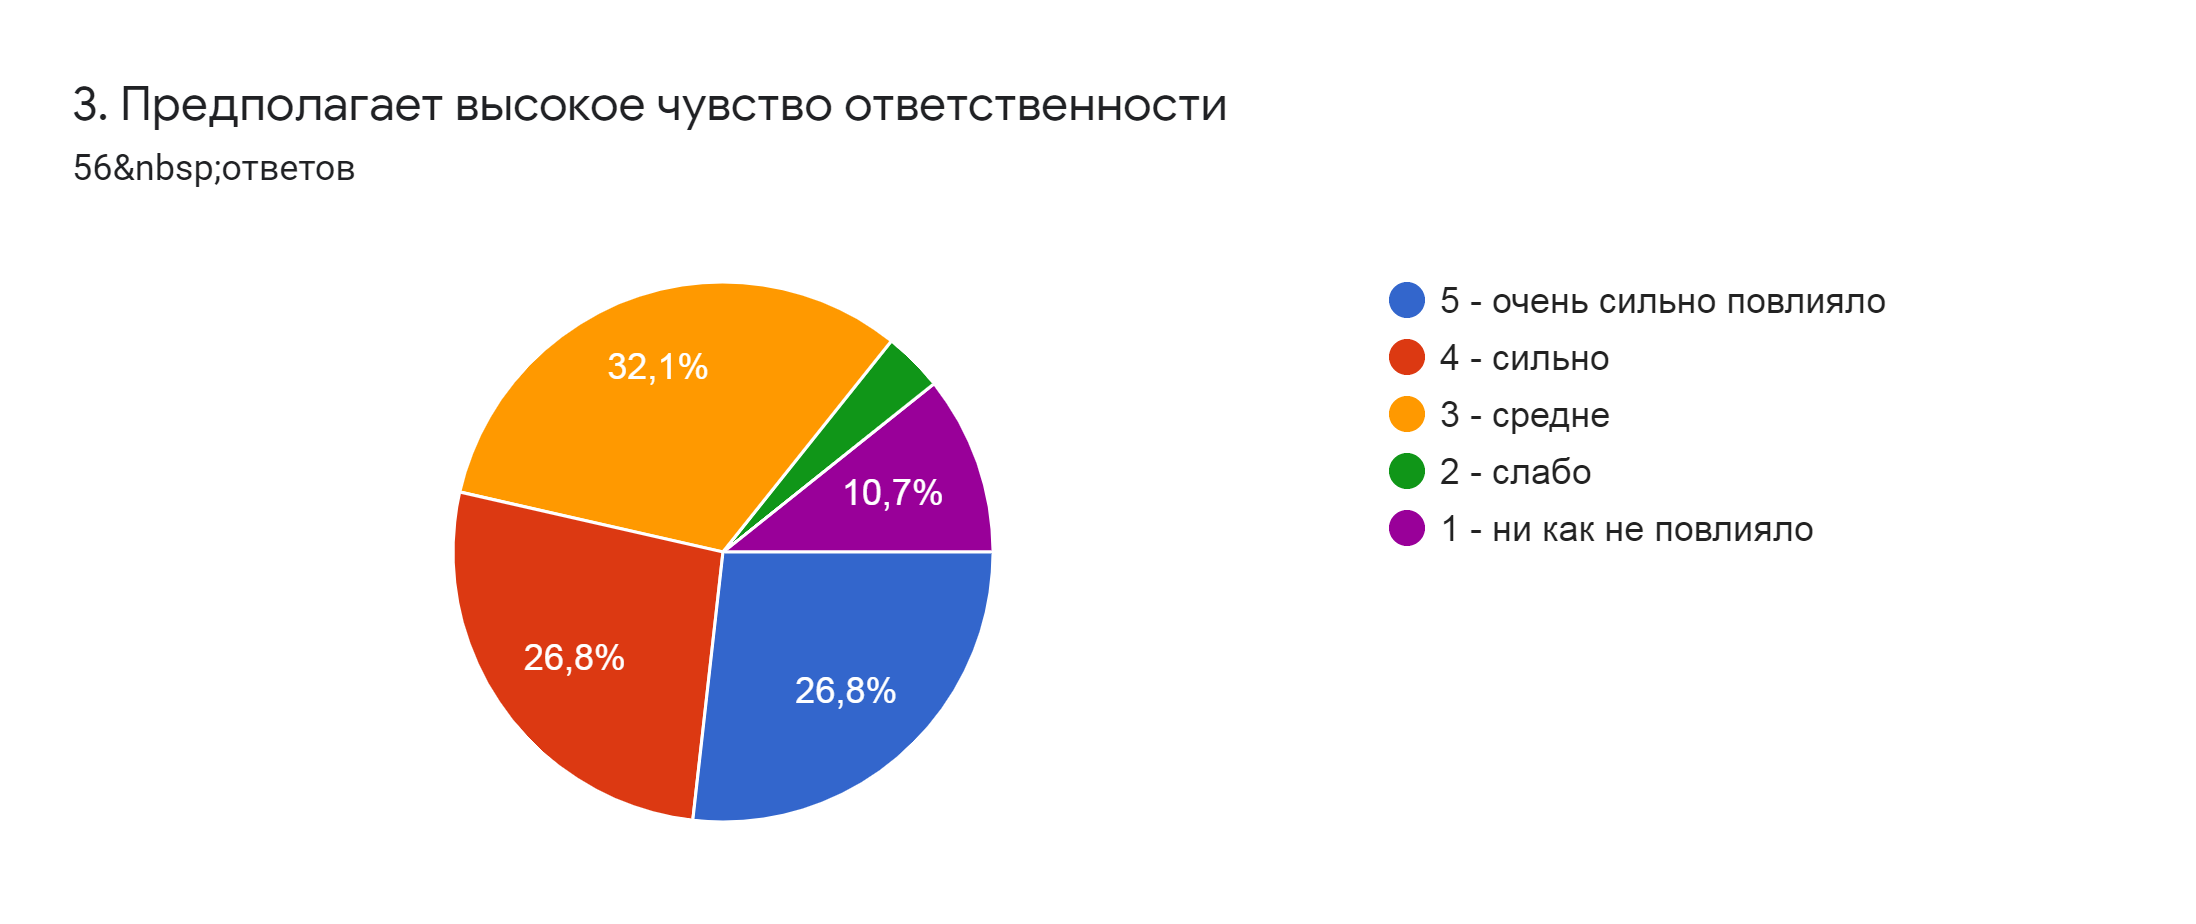 3. Предполагает высокое чувство ответственности
56&nbsp;ответов
32,1%
10,7%
26,8%
26,8%
5 - очень сильно повлияло
4 - сильно
3 - средне
2 - слабо
1 - ни как не повлияло